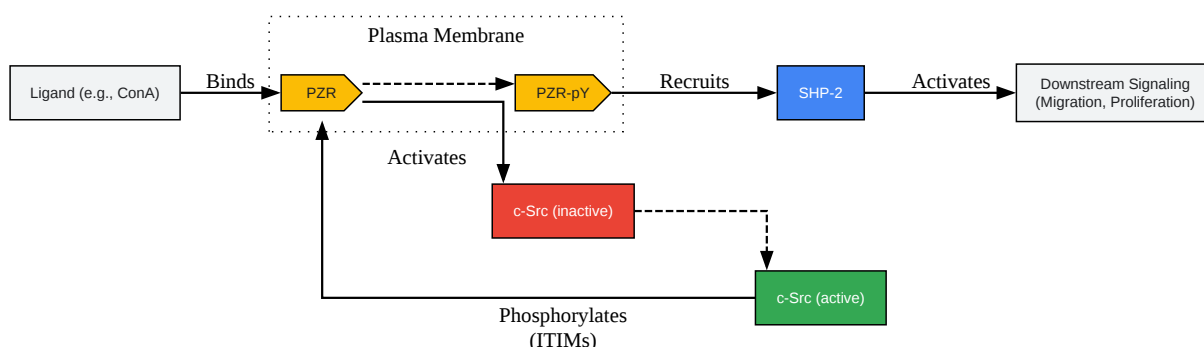 Plasma Membrane
Ligand (e.g., ConA)
Binds
PZR
PZR-pY
Recruits
SHP-2
Activates
Downstream Signaling
(Migration, Proliferation)
Activates
c-Src (inactive)
c-Src (active)
Phosphorylates
(ITIMs)